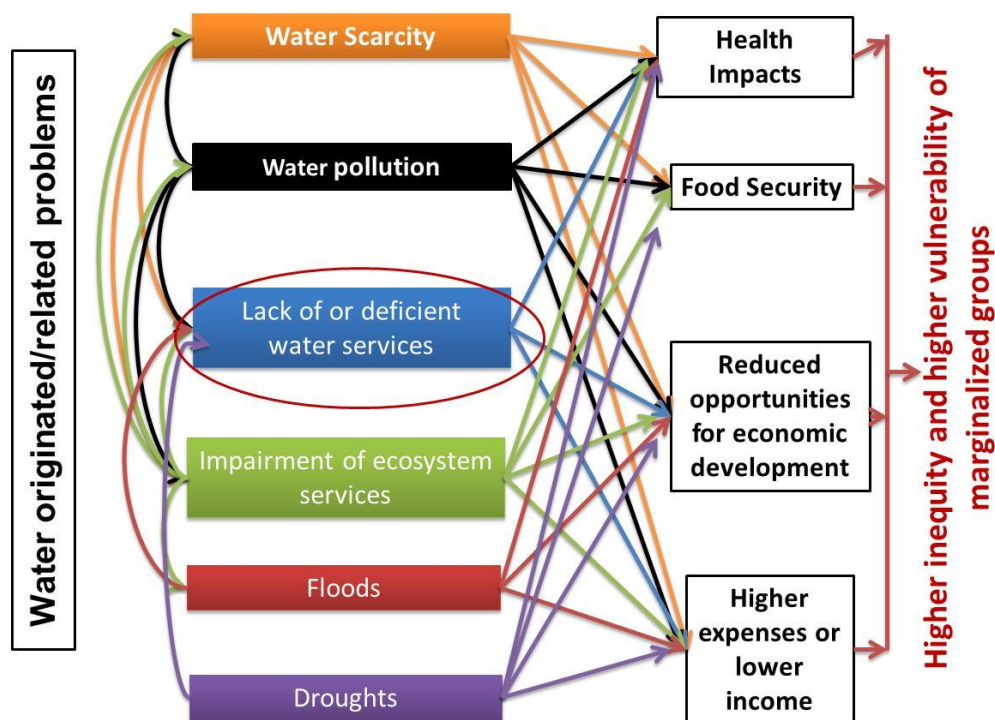 Water originated/related problems
Water Scarcity
Water pollution
Lack of or deficient
water services
Impairment of ecosystem
services
Floods
Droughts
Health
Impacts
Food Security
Reduced
opportunities
for economic
development
Higher
expenses or
lower
income
Higher inequity and higher vulnerability of
marginalized groups